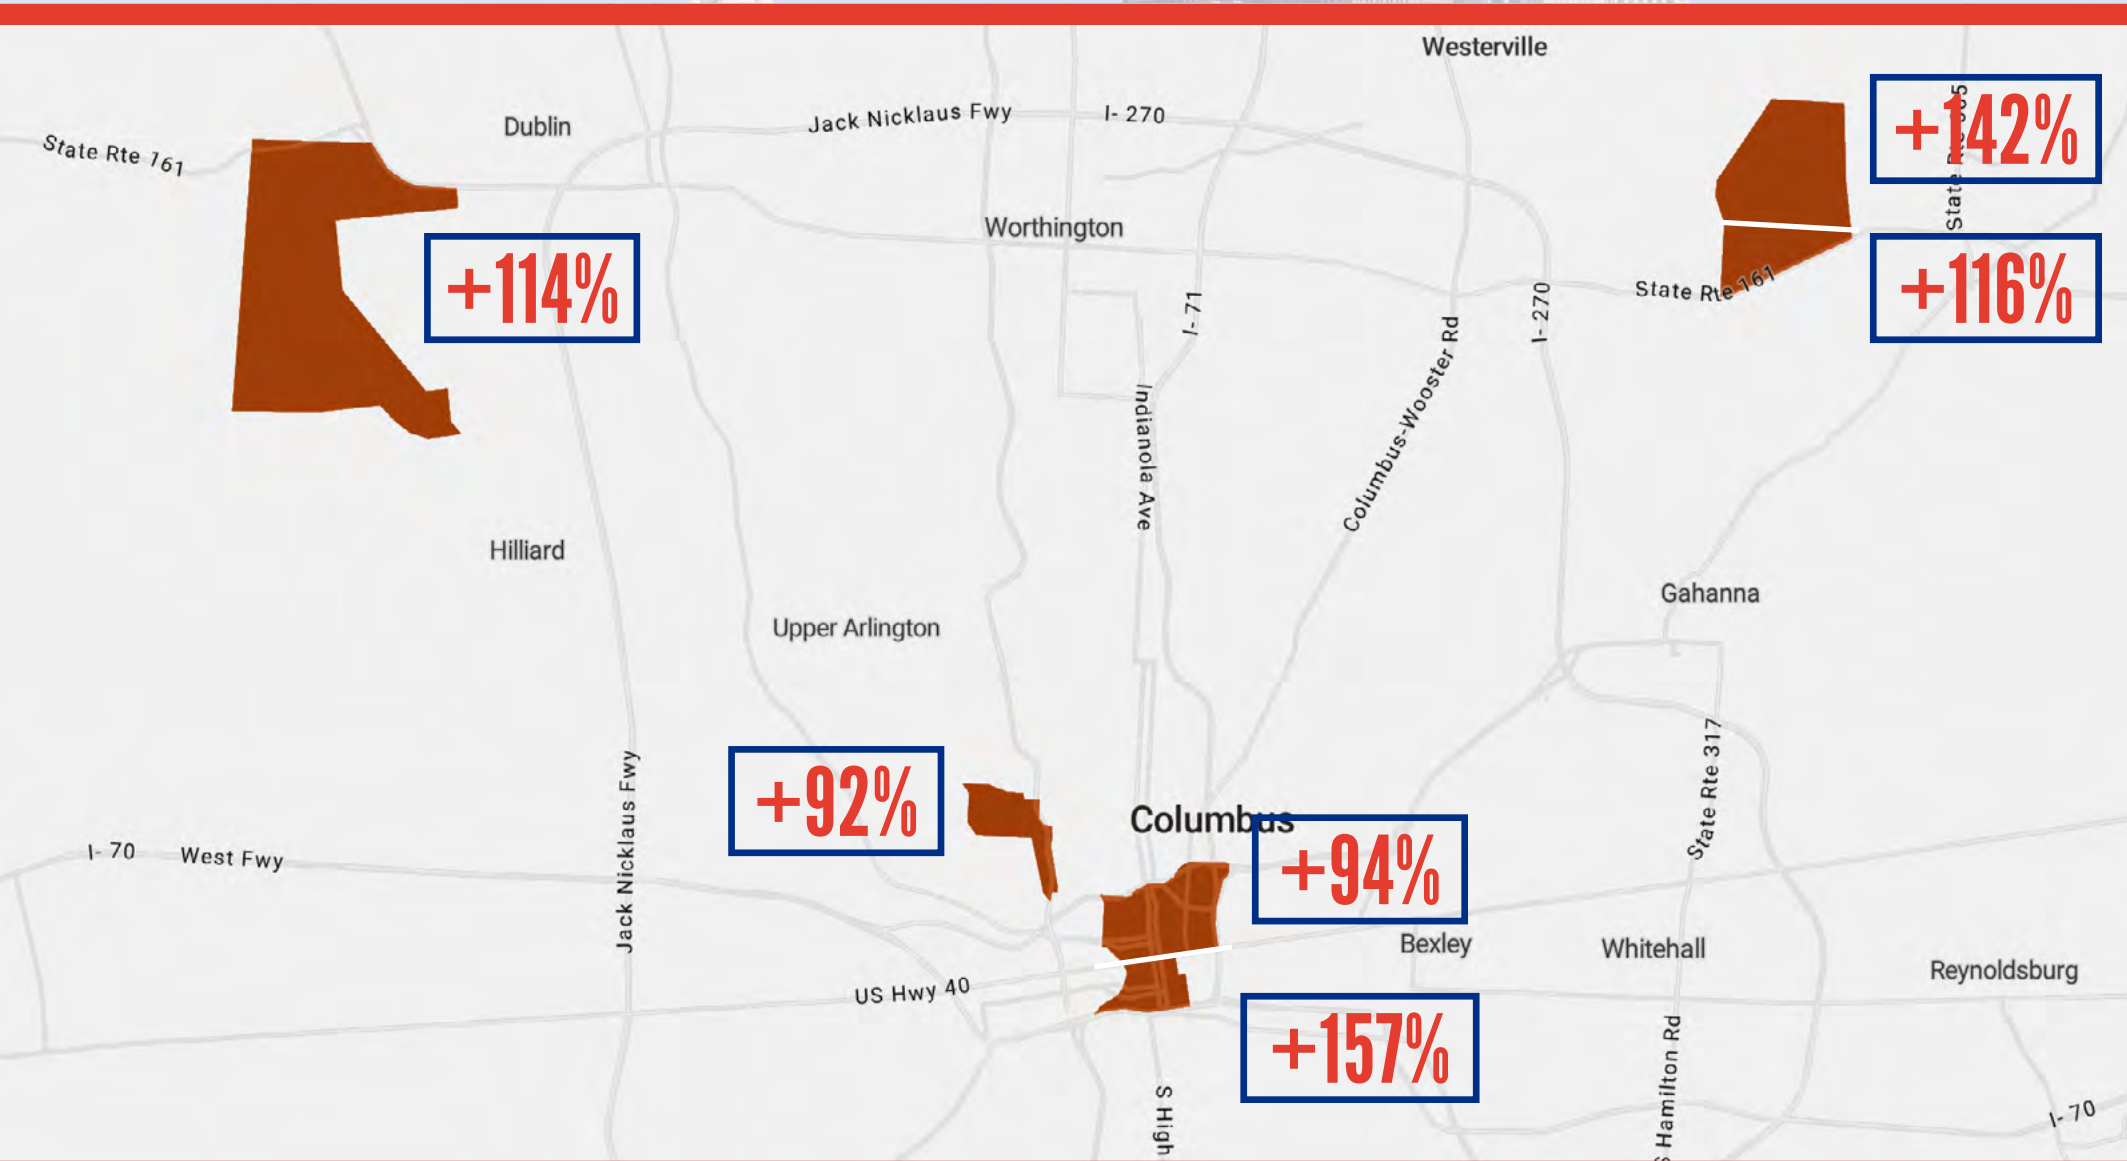 Westerville
State Rte 161
Dublin
Jack Nicklaus Fwy
I- 270
+142%
Worthington
+114%
State Rte 161
+116%
I- 71
I- 270
Columbus-Wooster Rd
Indianola Ave
Hilliard
Upper Arlington
Gahanna
State Rte 317
Jack Nicklaus Fwy
+92%
Columbus
+94%
I- 70
West Fwy
US Hwy 40
Bexley
Whitehall
Reynoldsburg
+157%
S High
Hamilton Rd
I- 70